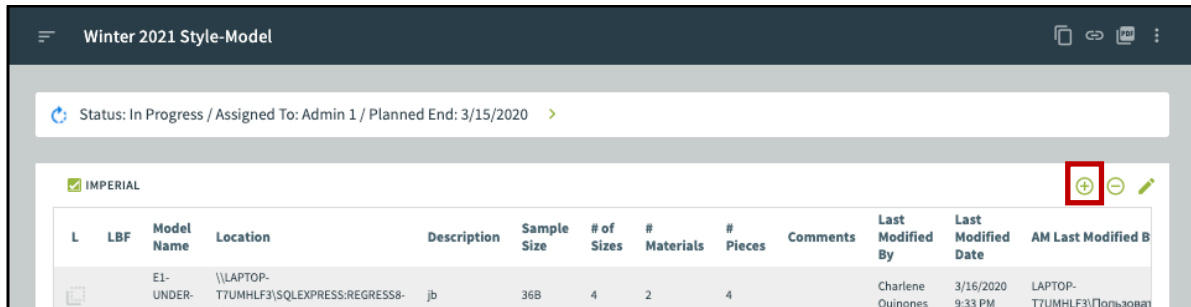 Winter 2021 Style-Model
PDF
Status: In Progress / Assigned To: Admin 1 / Planned End: 3/15/2020
IMPERIAL
L LBF Model Name Location Description Sample Size # of Sizes # Materials # Pieces Comments Last Modified By Last Modified Date AM Last Modified B
E1- \\LAPTOP-
UNDER- T7UMHLF3\SQLEXPRESS:REGRESS8- jb 36B 4 2 4 Charlene 3/16/2020 LAPTOP-
Quinones 9:33 PM T7UMHLF3\Пользоват